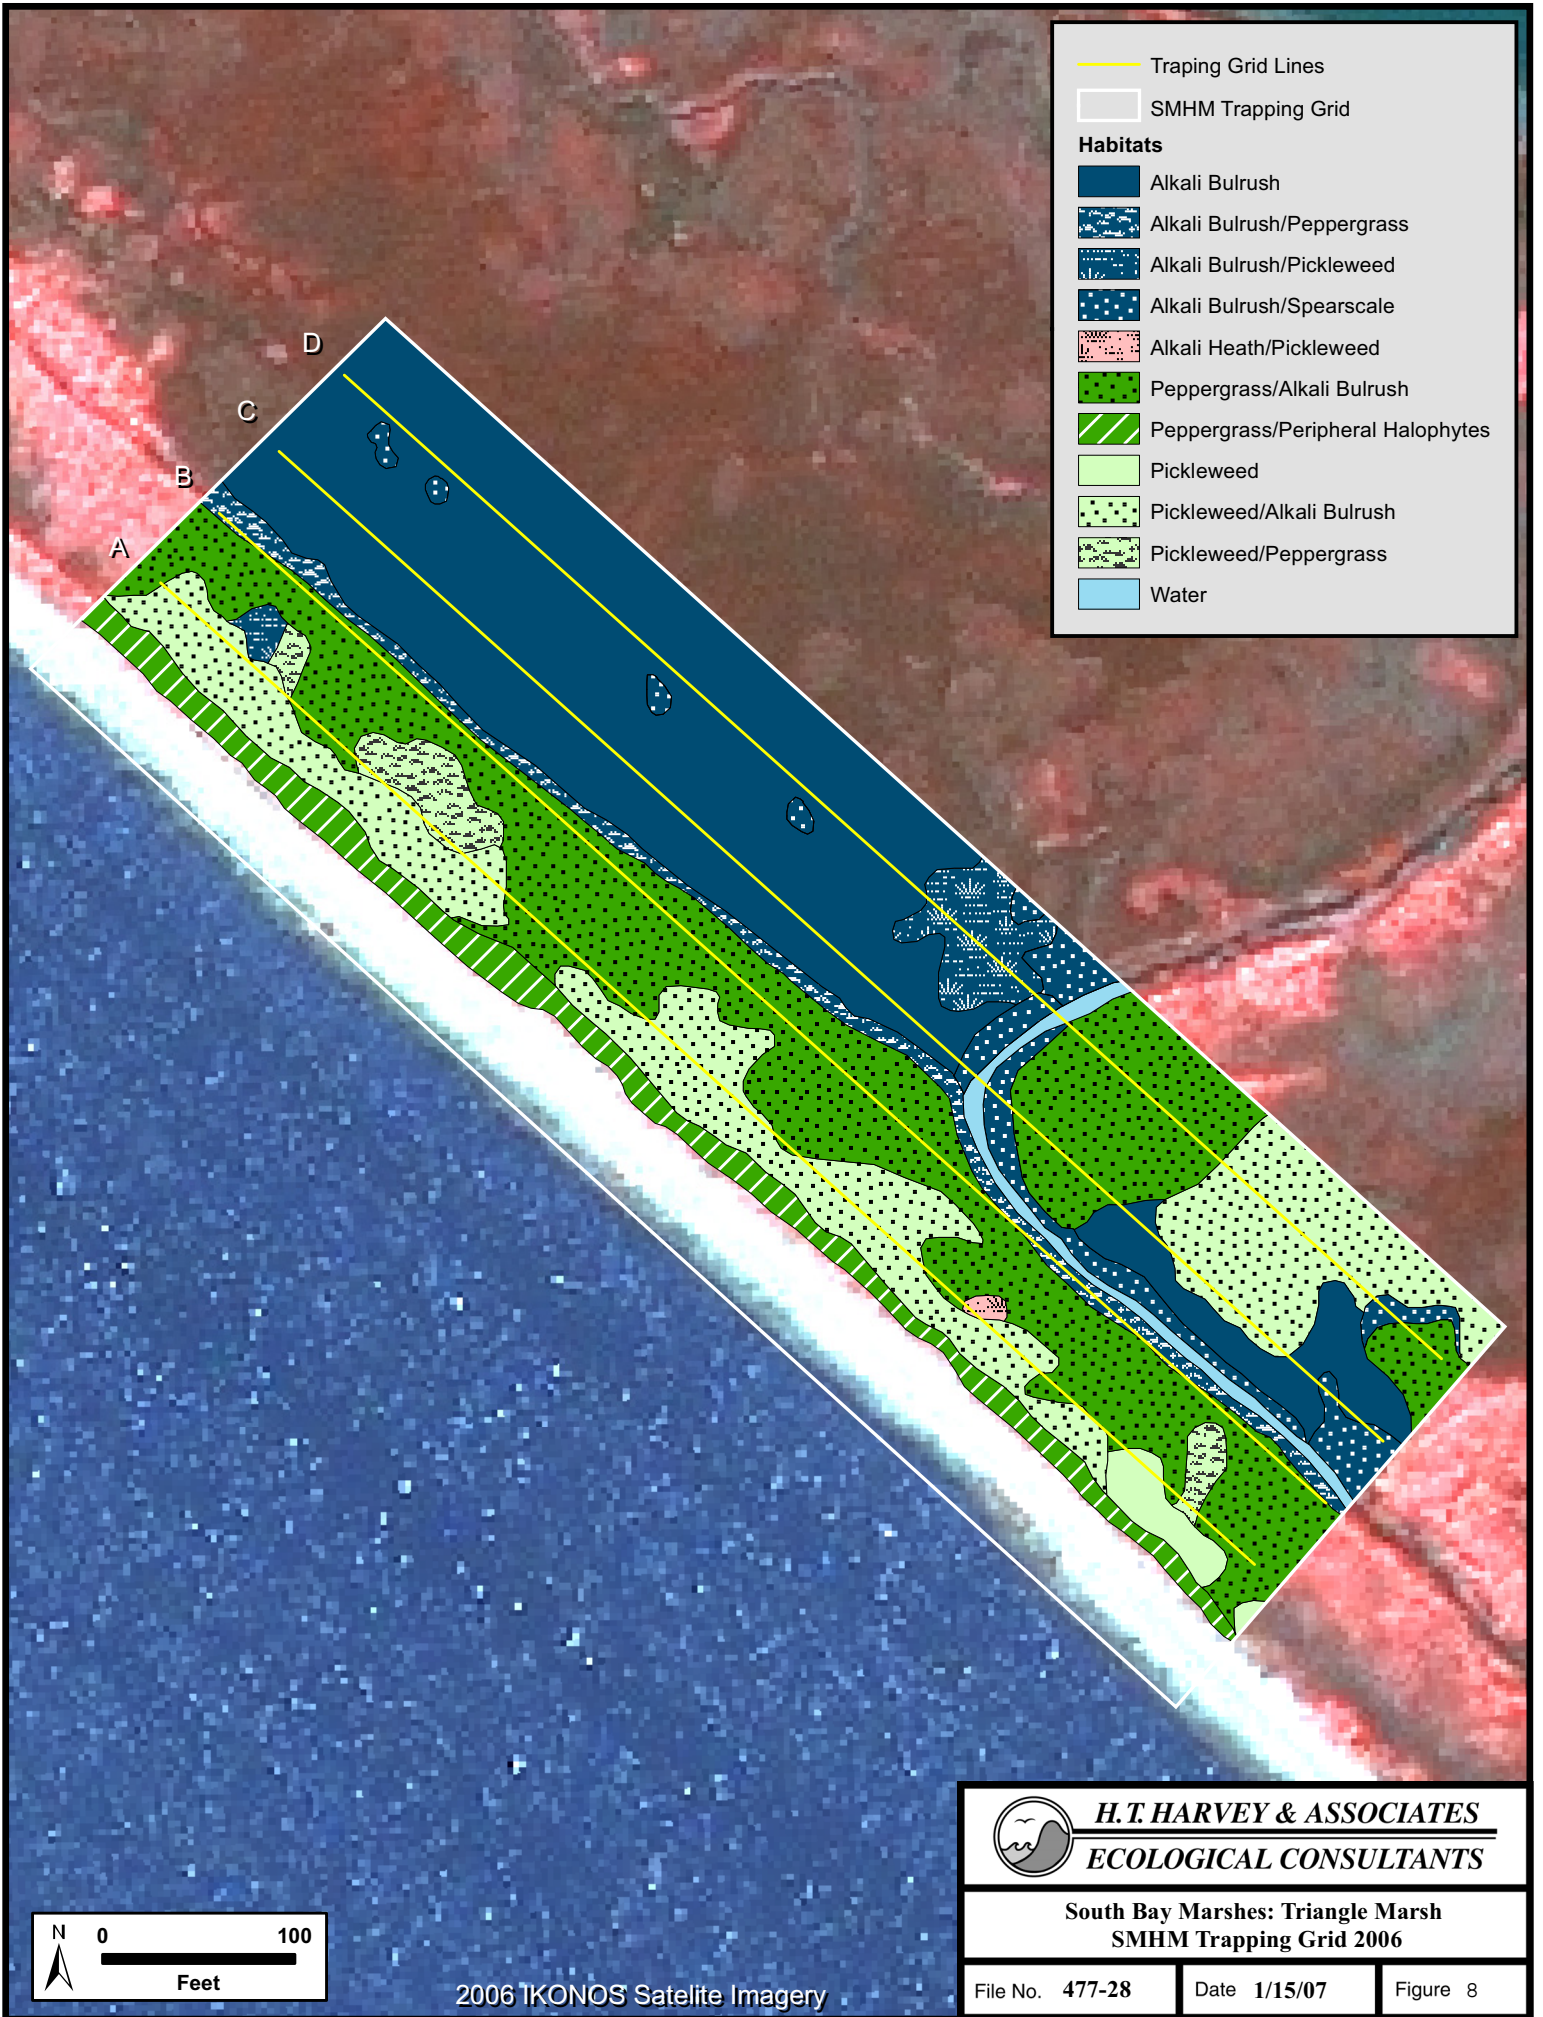 Traping Grid Lines
SMHM Trapping Grid
Habitats
Alkali Bulrush
Alkali Bulrush/Peppergrass
Alkali Bulrush/Pickleweed
Alkali Bulrush/Spearscale
Alkali Heath/Pickleweed
Peppergrass/Alkali Bulrush
Peppergrass/Peripheral Halophytes
Pickleweed
Pickleweed/Alkali Bulrush
Pickleweed/Peppergrass
Water
D
C
B
A
H.T. HARVEY & ASSOCIATES
ECOLOGICAL CONSULTANTS
South Bay Marshes: Triangle Marsh
SMHM Trapping Grid 2006
File No. 477-28
Date 1/15/07
Figure 8
N
0 100
Feet
2006 IKONOS Satelite Imagery